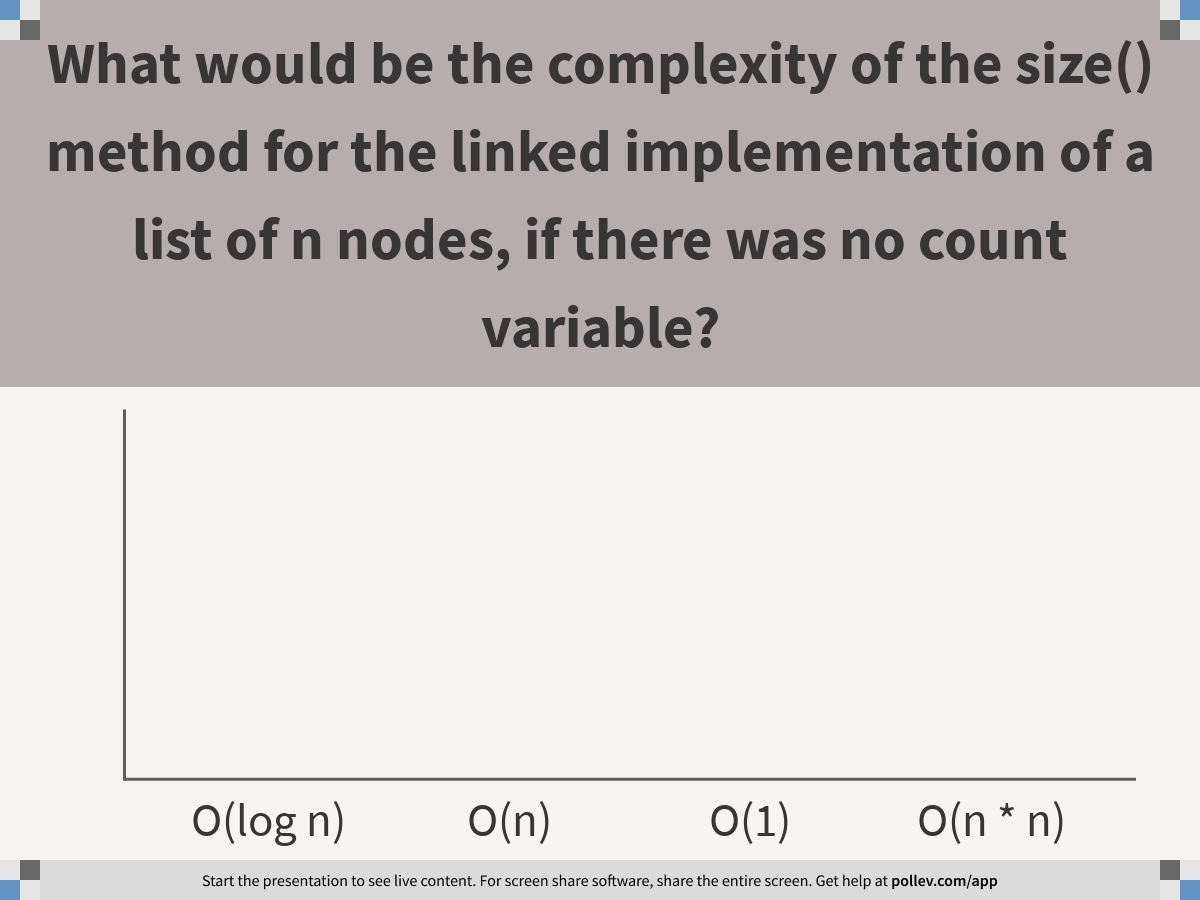 What would be the complexity of the size()
method for the linked implementation of a
list of n nodes, if there was no count
variable?
O(log n) O(n) O(1) O(n * n)
Start the presentation to see live content. For screen share software, share the entire screen. Get help at pollev.com/app